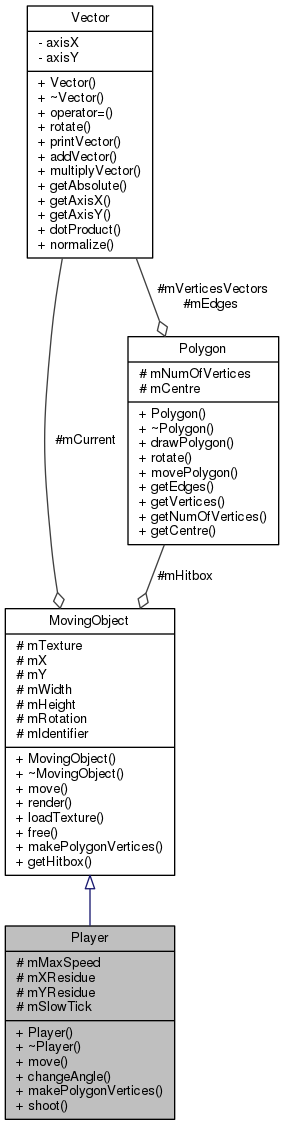 Vector
- axisX
- axisY
+ Vector()
+ ~Vector()
+ operator=()
+ rotate()
+ printVector()
+ addVector()
+ multiplyVector()
+ getAbsolute()
+ getAxisX()
+ getAxisY()
+ dotProduct()
+ normalize()
#mVerticesVectors
#mEdges
Polygon
# mNumOfVertices
# mCentre
+ Polygon()
+ ~Polygon()
+ drawPolygon()
+ rotate()
+ movePolygon()
+ getEdges()
+ getVertices()
+ getNumOfVertices()
+ getCentre()
#mCurrent
#mHitbox
MovingObject
# mTexture
# mX
# mY
# mWidth
# mHeight
# mRotation
# mIdentifier
+ MovingObject()
+ ~MovingObject()
+ move()
+ render()
+ loadTexture()
+ free()
+ makePolygonVertices()
+ getHitbox()
Player
# mMaxSpeed
# mXResidue
# mYResidue
# mSlowTick
+ Player()
+ ~Player()
+ move()
+ changeAngle()
+ makePolygonVertices()
+ shoot()